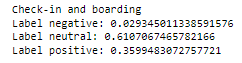 Check-in and boarding
Label negative: 0.029345011338591576
Label neutral: 0.6107067465782166
Label positive: 0.3599483072757721